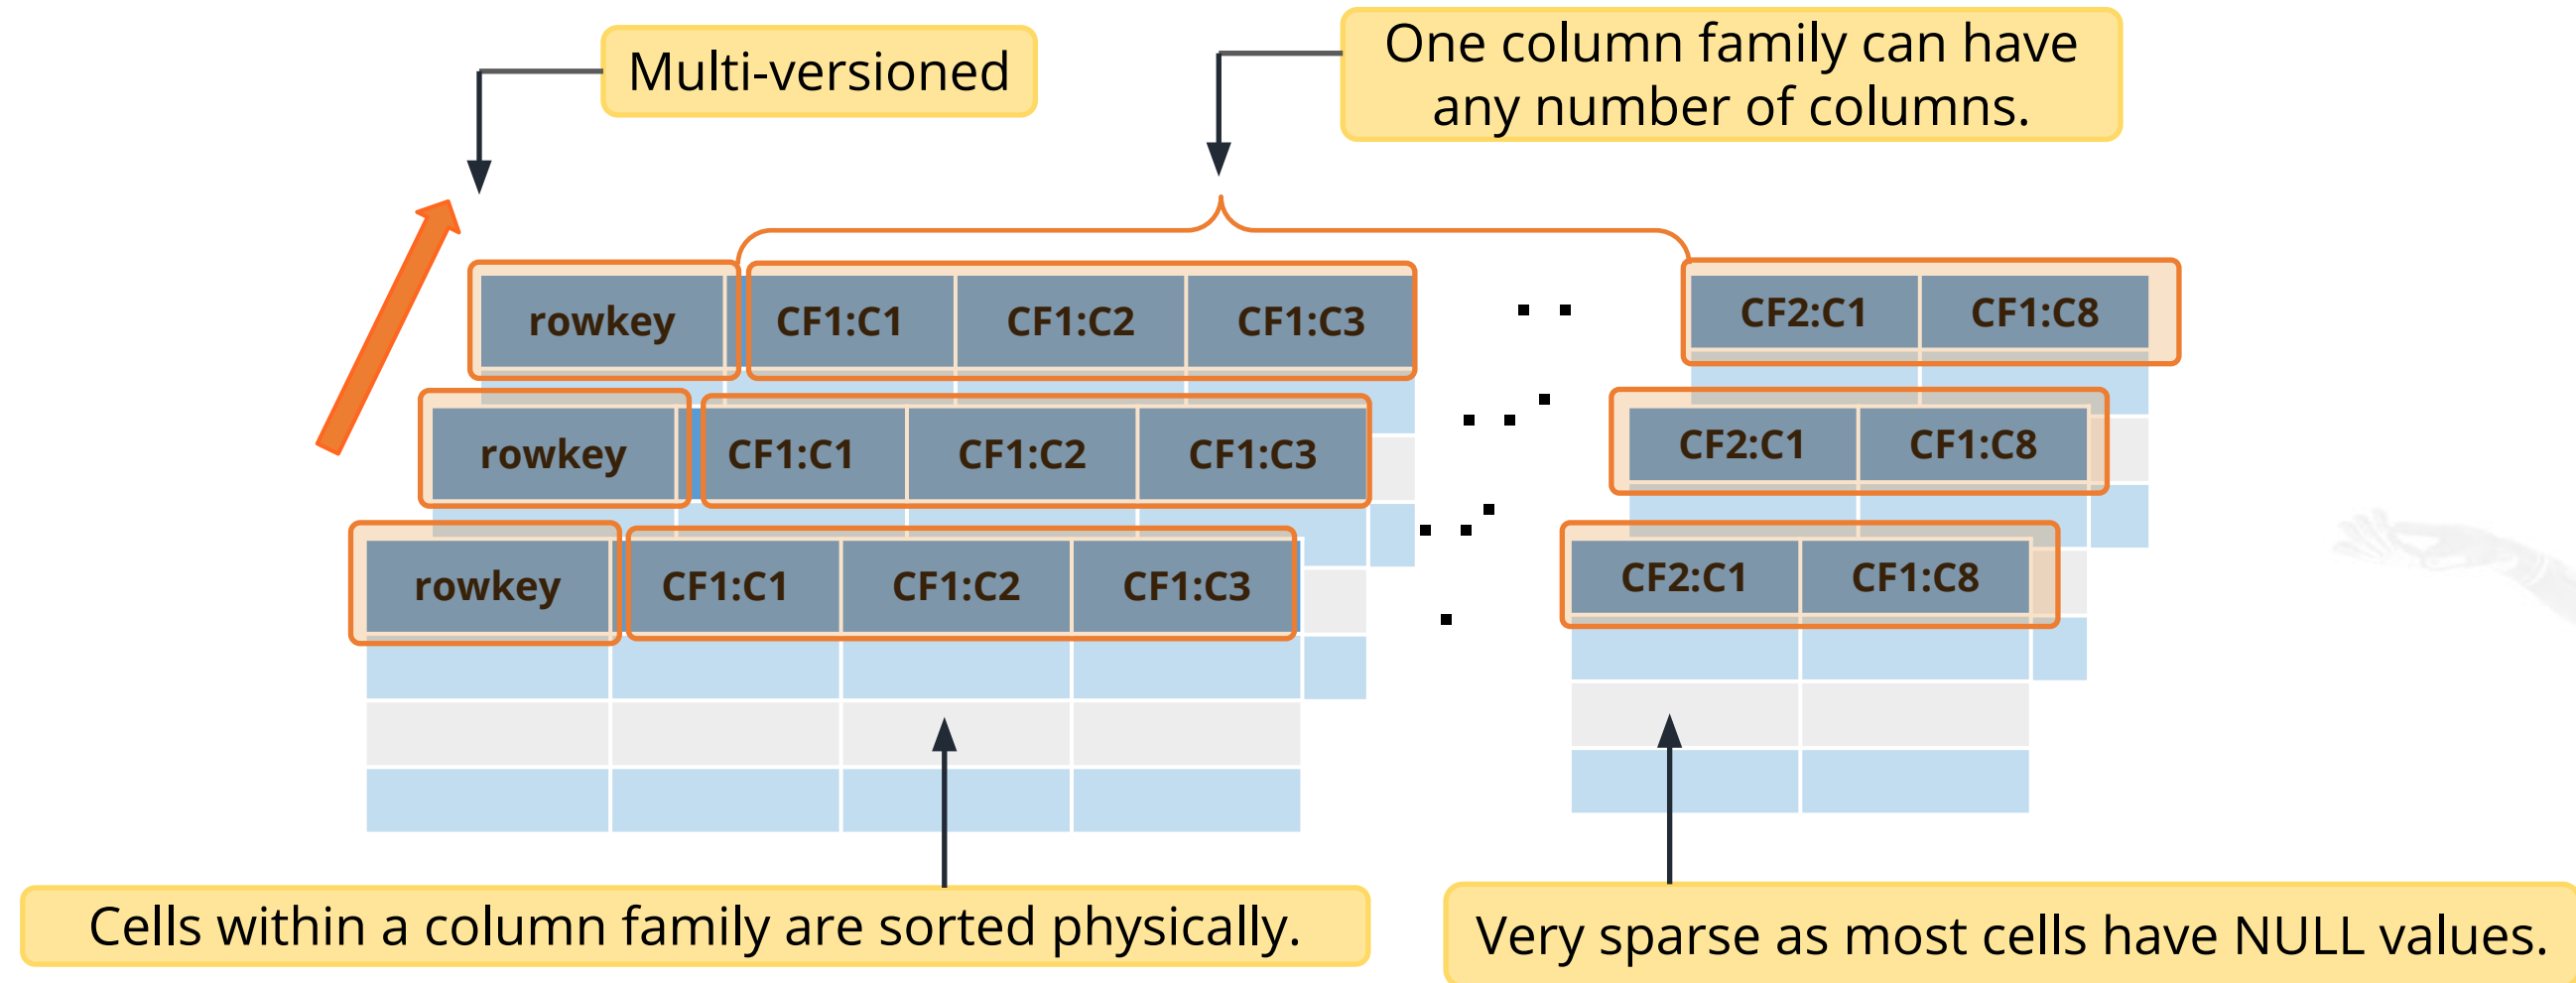 Multi-versioned
One column family can have
any number of columns.
rowkey CF1:C1 CF1:C2 CF1:C3 CF2:C1 CF1:C8
rowkey CF1:C1 CF1:C2 CF1:C3 CF2:C1 CF1:C8
rowkey CF1:C1 CF1:C2 CF1:C3 CF2:C1 CF1:C8
Cells within a column family are sorted physically.
Very sparse as most cells have NULL values.